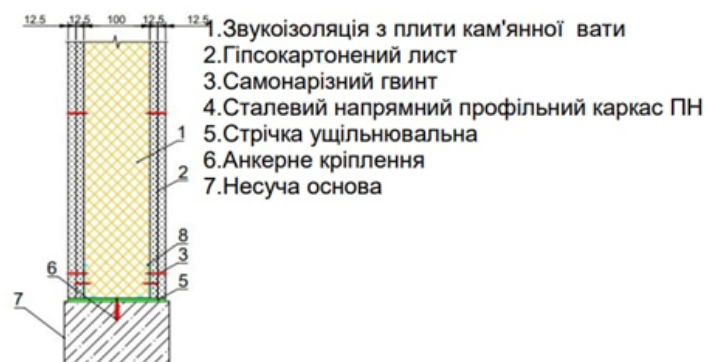 12.5 12.5 100 12.5 12.5
1.Звукоізоляція з плити кам'янної вати
2.Гіпсокартонений лист
3.Самонарізний гвинт
4.Сталевий напрямний профільний каркас ПН
5.Стрічка ущільнювальна
6.Анкерне кріплення
7.Несуча основа
1
2
8
3
6
5
7